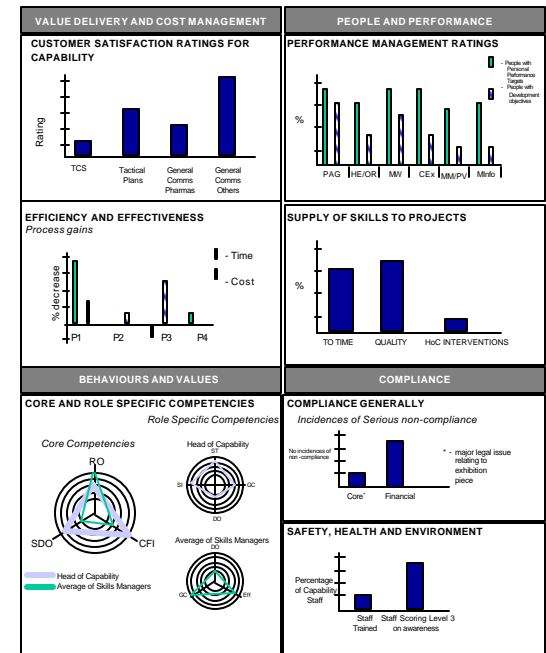 VALUE DELIVERY AND COST MANAGEMENT
CUSTOMER SATISFACTION RATINGS FOR
CAPABILITY
Rating
TCS
Tactical
Plans
General
Comms
Pharmas
General
Comms
Others
EFFICIENCY AND EFFECTIVENESS
Process gains
% decrease
- Time
- Cost
P1
P2
P3
P4
PEOPLE AND PERFORMANCE
PERFORMANCE MANAGEMENT RATINGS
%
- People with
Personal
Performance
Targets
- People with
Development
objectives
PAG
HE/OR
MW
CEx
MM/PV
MInfo
SUPPLY OF SKILLS TO PROJECTS
%
TO TIME
QUALITY
HoC INTERVENTIONS
BEHAVIOURS AND VALUES
CORE AND ROLE SPECIFIC COMPETENCIES
Role Specific Competencies
Core Competencies
RO
SDO
CFI
Head of Capability
ST
SI
GC
DO
Average of Skills Managers
DO
GC
Eff
Head of Capability
Average of Skills Managers
COMPLIANCE
COMPLIANCE GENERALLY
Incidences of Serious non-compliance
No incidences of
non -compliance
Core*
Financial
* - major legal issue
relating to
exhibition
piece
SAFETY, HEALTH AND ENVIRONMENT
Percentage
of Capability
Staff
Staff
Trained
Staff Scoring Level 3
on awareness